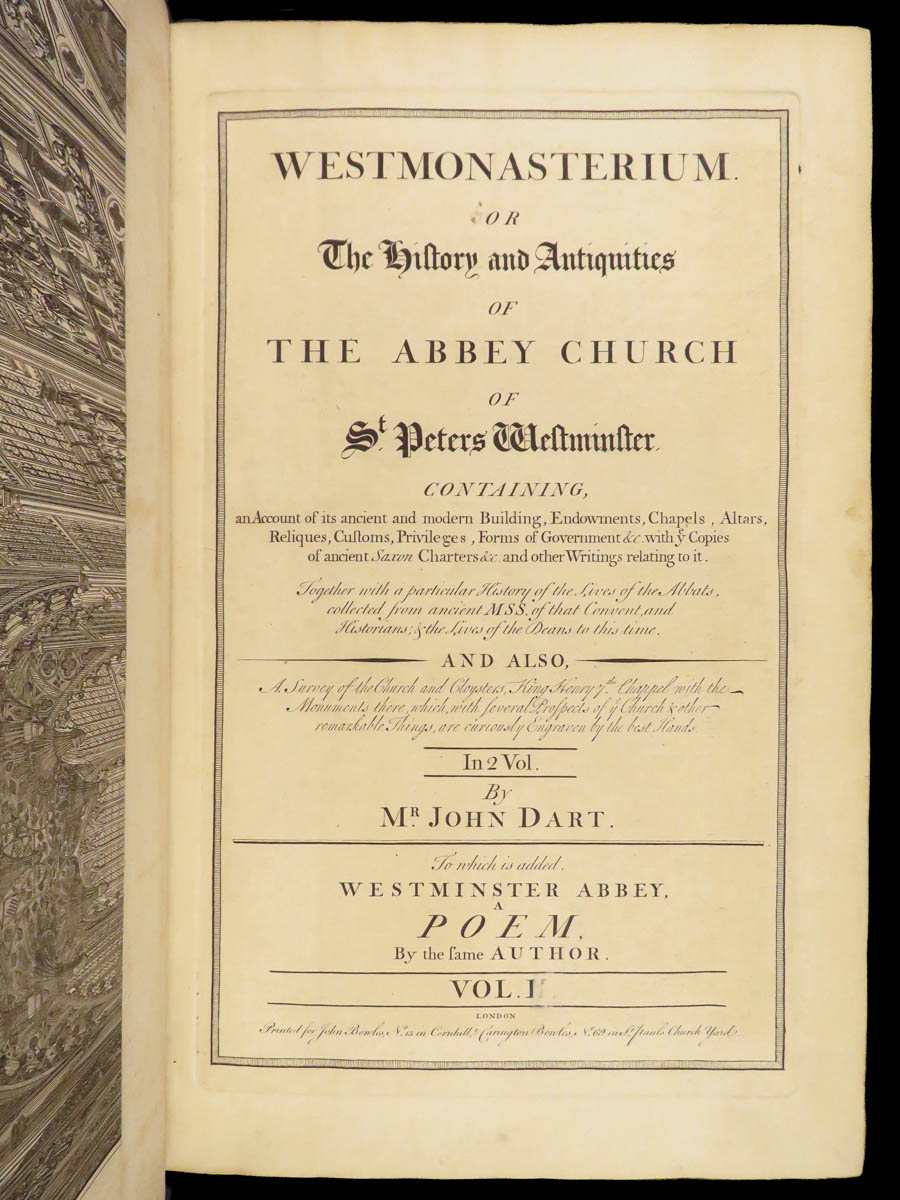 WESTMONASTERIUM.
OR
The Hiſtory and Antiquities
OF
THE ABBEY CHURCH
OF
St. Peters Weſtminſter.
CONTAINING,
an Account of its ancient and modern Building, Endowments, Chapels, Altars,
Reliques, Cuſtoms, Privileges, Forms of Government &c. with yͤ Copies
of ancient Saxon Charters &c. and other Writings relating to it.
Together with a particular History of the Lives of the Abbats,
collected from ancient MSS. of that Convent, and
Historians; & the Lives of the Deans to this time.
AND ALSO,
A Survey of the Church and Cloysters, King Henry 7.th Chappel with the
Monuments there, which, with ſeveral Proſpects of yͤ Church & other
remarkable Things, are curiously Engraven by the best Hands.
In 2 Vol.
By
MR. JOHN DART.
To which is added,
WESTMINSTER ABBEY,
A
POEM,
By the ſame AUTHOR.
VOL. I
LONDON
Printed for John Bowles, No. 13 in Cornhill, & Carington Bowles, No. 69 in St. Pauls Church Yard.